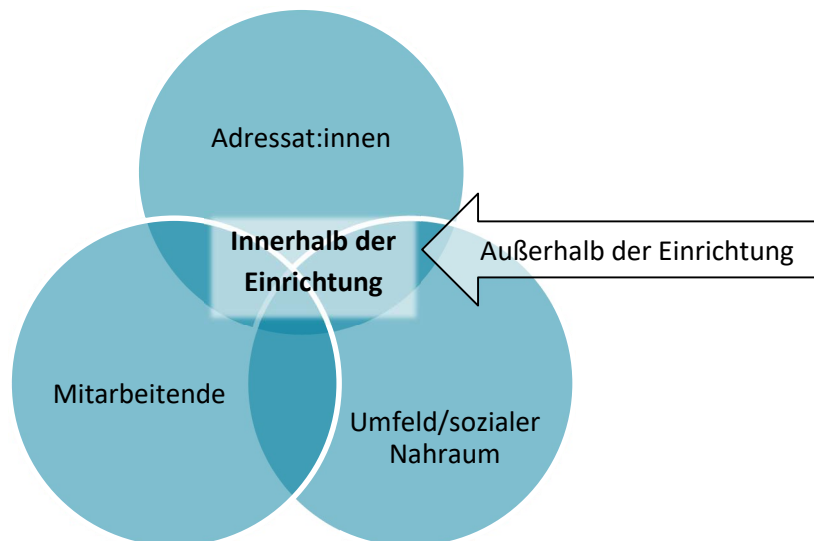 Adressat:innen
Innerhalb der
Einrichtung
Außerhalb der Einrichtung
Mitarbeitende
Umfeld/sozialer
Nahraum